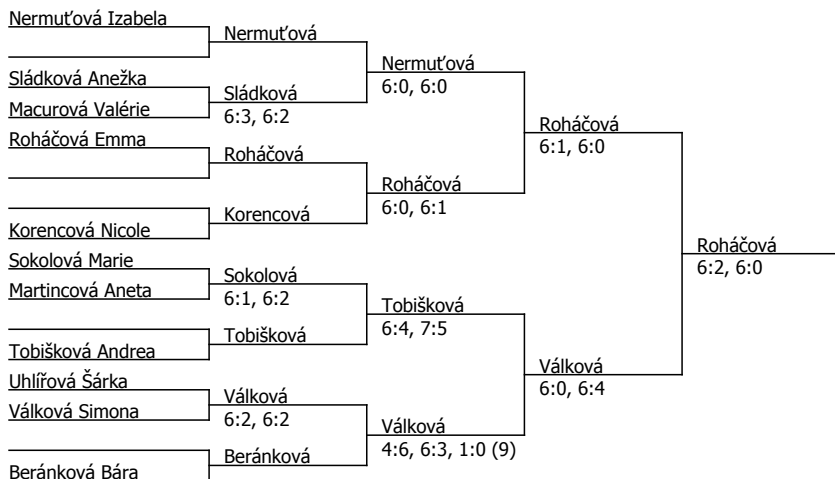 Nermuťová Izabela
Nermuťová
Nermuťová
6:0, 6:0
Sládková Anežka
Sládková
6:3, 6:2
Macurová Valérie
Roháčová
6:1, 6:0
Roháčová Emma
Roháčová
Roháčová
6:0, 6:1
Korencová
Korencová Nicole
Roháčová
6:2, 6:0
Sokolová Marie
Sokolová
6:1, 6:2
Martincová Aneta
Tobišková
6:4, 7:5
Tobišková
Tobišková Andrea
Válková
6:0, 6:4
Uhlířová Šárka
Válková
6:2, 6:2
Válková Simona
Válková
4:6, 6:3, 1:0 (9)
Beránková
Beránková Bára